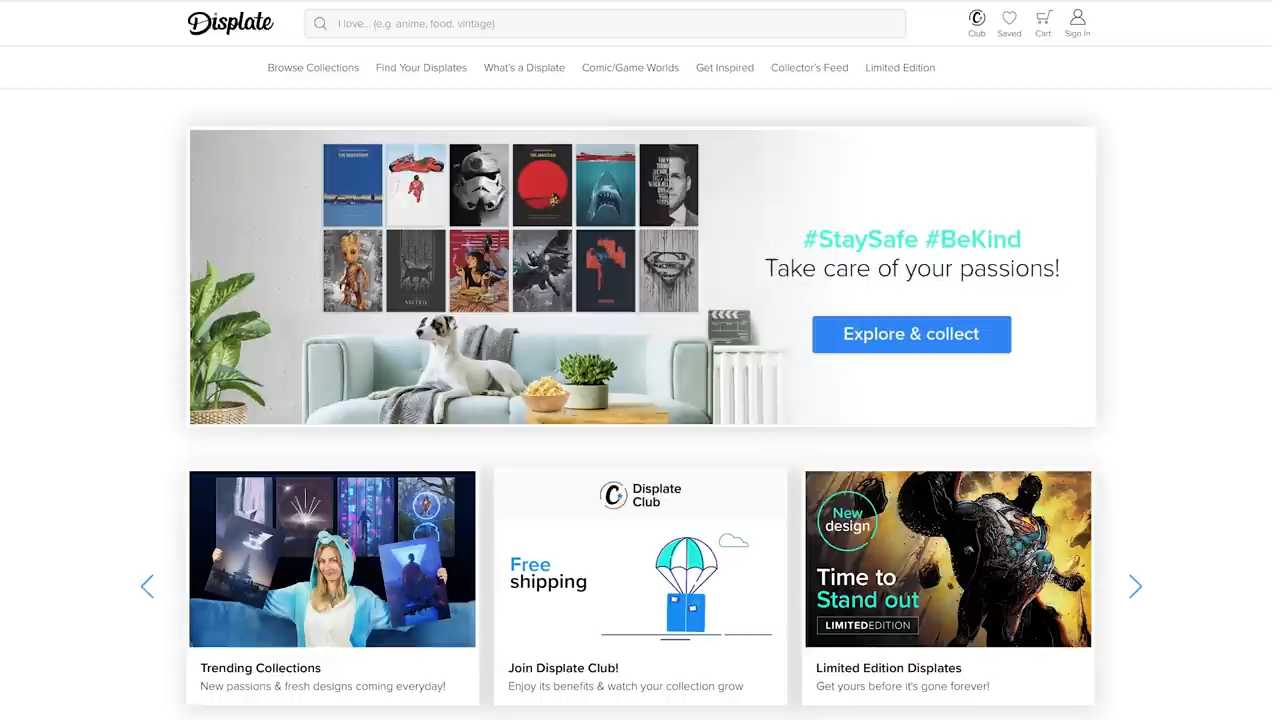 Displate
I love... (e.g. anime, food, vintage)
Club
Saved
Cart
Sign In
Browse Collections
Find Your Displates
What's a Displate
Comic/Game Worlds
Get Inspired
Collector's Feed
Limited Edition
#StaySafe #BeKind
Take care of your passions!
Explore & collect
Displate
Club
Free
shipping
New
design
Time to
Stand out
LIMITEDEDITION
Trending Collections
New passions & fresh designs coming everyday!
Join Displate Club!
Enjoy its benefits & watch your collection grow
Limited Edition Displates
Get yours before it's gone forever!